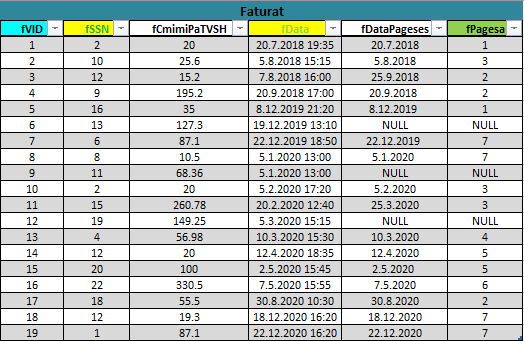 Faturat
fVID fSSN fCmimiPaTVSH fData fDataPageses fPagesa
1 2 20 20.7.2018 19:35 20.7.2018 1
2 10 25.6 5.8.2018 15:15 5.8.2018 3
3 12 15.2 7.8.2018 16:00 25.9.2018 2
4 9 195.2 20.9.2018 17:00 20.9.2018 2
5 16 35 8.12.2019 21:20 8.12.2019 1
6 13 127.3 19.12.2019 13:10 NULL NULL
7 6 87.1 22.12.2019 18:50 22.12.2019 7
8 8 10.5 5.1.2020 13:00 5.1.2020 7
9 11 68.36 5.1.2020 13:00 NULL NULL
10 2 20 5.2.2020 17:20 5.2.2020 3
11 15 260.78 20.2.2020 12:40 25.3.2020 3
12 19 149.25 5.3.2020 15:15 NULL NULL
13 4 56.98 10.3.2020 15:30 10.3.2020 4
14 12 20 12.4.2020 18:35 12.4.2020 5
15 20 100 2.5.2020 15:45 2.5.2020 5
16 22 330.5 7.5.2020 15:55 7.5.2020 6
17 18 55.5 30.8.2020 10:30 30.8.2020 2
18 12 19.3 18.12.2020 16:20 18.12.2020 7
19 1 87.1 22.12.2020 16:20 22.12.2020 7